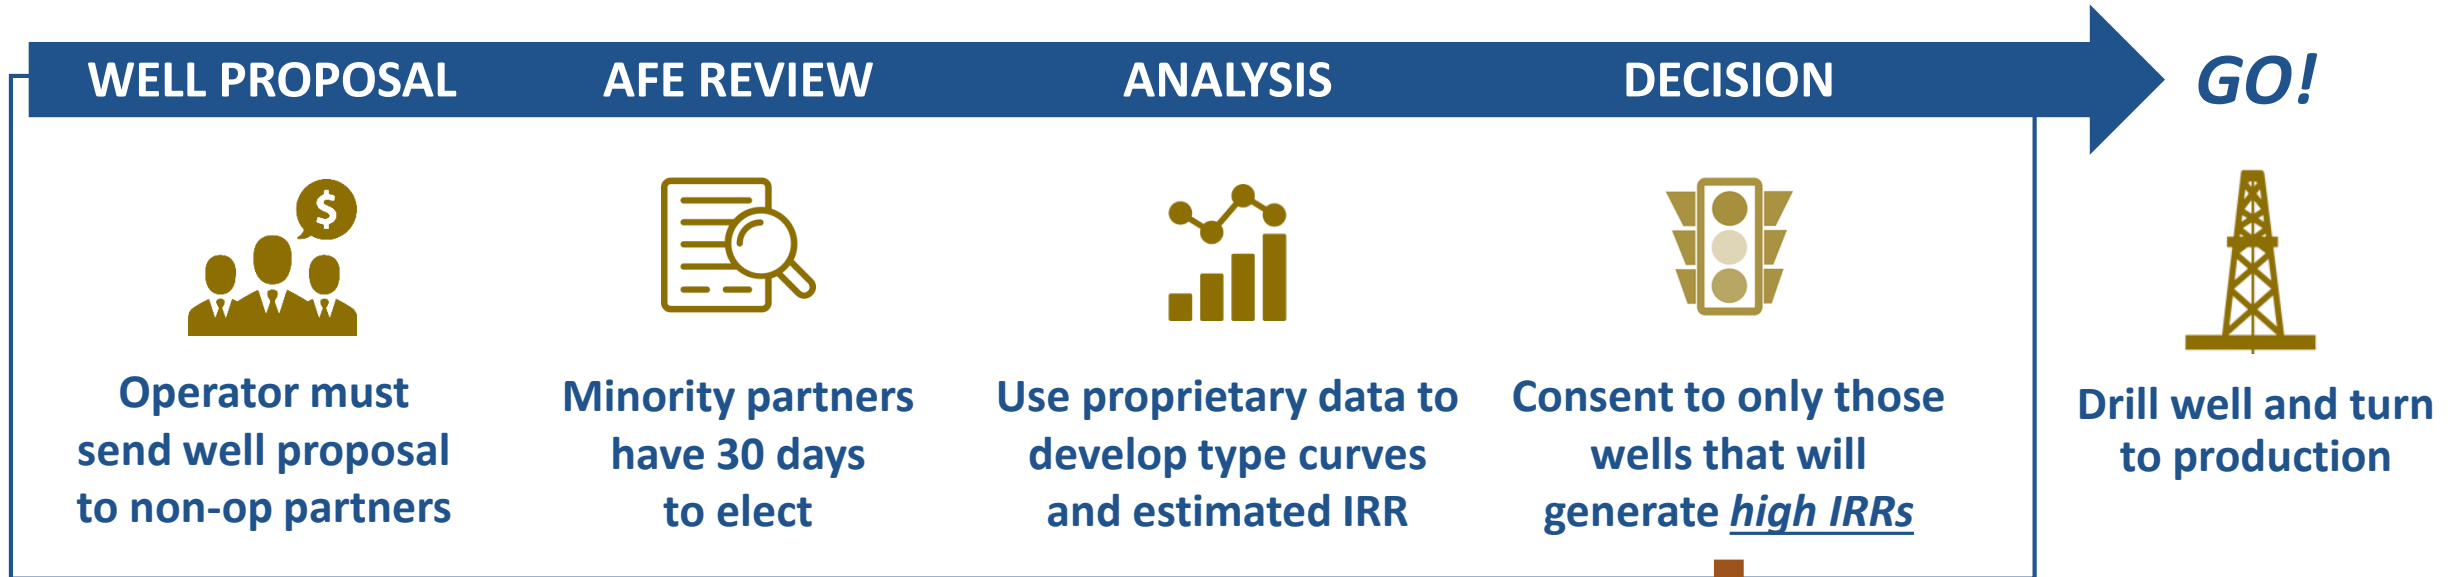 WELL PROPOSAL
AFE REVIEW
ANALYSIS
DECISION
GO!
$
Operator must
send well proposal
to non-op partners
Minority partners
have 30 days
to elect
Use proprietary data to
develop type curves
and estimated IRR
Consent to only those
wells that will
generate high IRRs
Drill well and turn
to production